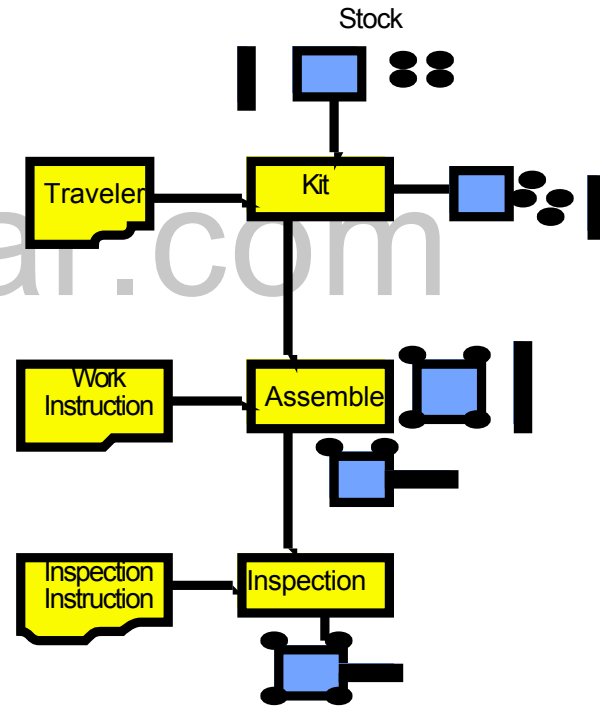 Stock
Kit
Traveler
ar.com
Work
Instruction
Assemble
Inspection
Instruction
Inspection